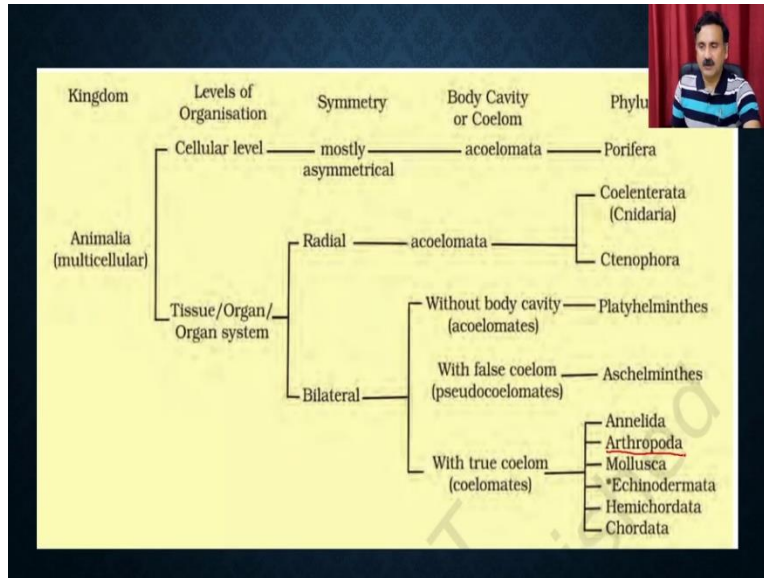 Kingdom
Levels of
Organisation
Symmetry
Body Cavity
or Coelom
Phylu
Cellular level
mostly
asymmetrical
acoelomata
Porifera
Animalia
(multicellular)
Tissue/Organ/
Organ system
Radial
acoelomata
Coelenterata
(Cnidaria)
Ctenophora
Bilateral
Without body cavity
(acoelomates)
Platyhelminthes
With false coelom
(pseudocoelomates)
Aschelminthes
With true coelom
(coelomates)
Annelida
Arthropoda
Mollusca
*Echinodermata
Hemichordata
Chordata